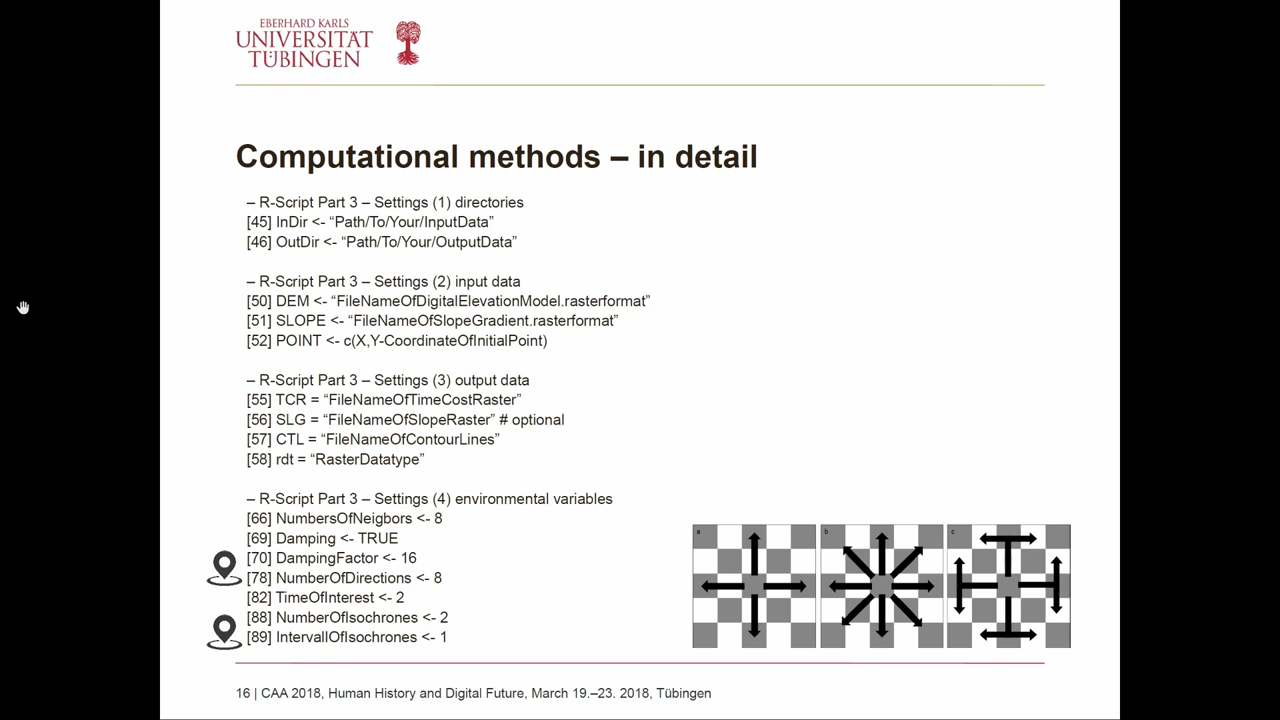 EBERHARD KARLS
UNIVERSITÄT
TÜBINGEN
Computational methods – in detail
– R-Script Part 3 – Settings (1) directories
[45] InDir <- “Path/To/Your/InputData”
[46] OutDir <- “Path/To/Your/OutputData”
– R-Script Part 3 – Settings (2) input data
[50] DEM <- “FileNameOfDigitalElevationModel.rasterformat”
[51] SLOPE <- “FileNameOfSlopeGradient.rasterformat”
[52] POINT <- c(X,Y-CoordinateOfInitialPoint)
– R-Script Part 3 – Settings (3) output data
[55] TCR = “FileNameOfTimeCostRaster”
[56] SLG = “FileNameOfSlopeRaster” # optional
[57] CTL = “FileNameOfContourLines”
[58] rdt = “RasterDatatype”
– R-Script Part 3 – Settings (4) environmental variables
[66] NumbersOfNeigbors <- 8
[69] Damping <- TRUE
[70] DampingFactor <- 16
[78] NumberOfDirections <- 8
[82] TimeOfInterest <- 2
[88] NumberOfIsochrones <- 2
[89] IntervallOfIsochrones <- 1
a b c
16 | CAA 2018, Human History and Digital Future, March 19.–23. 2018, Tübingen